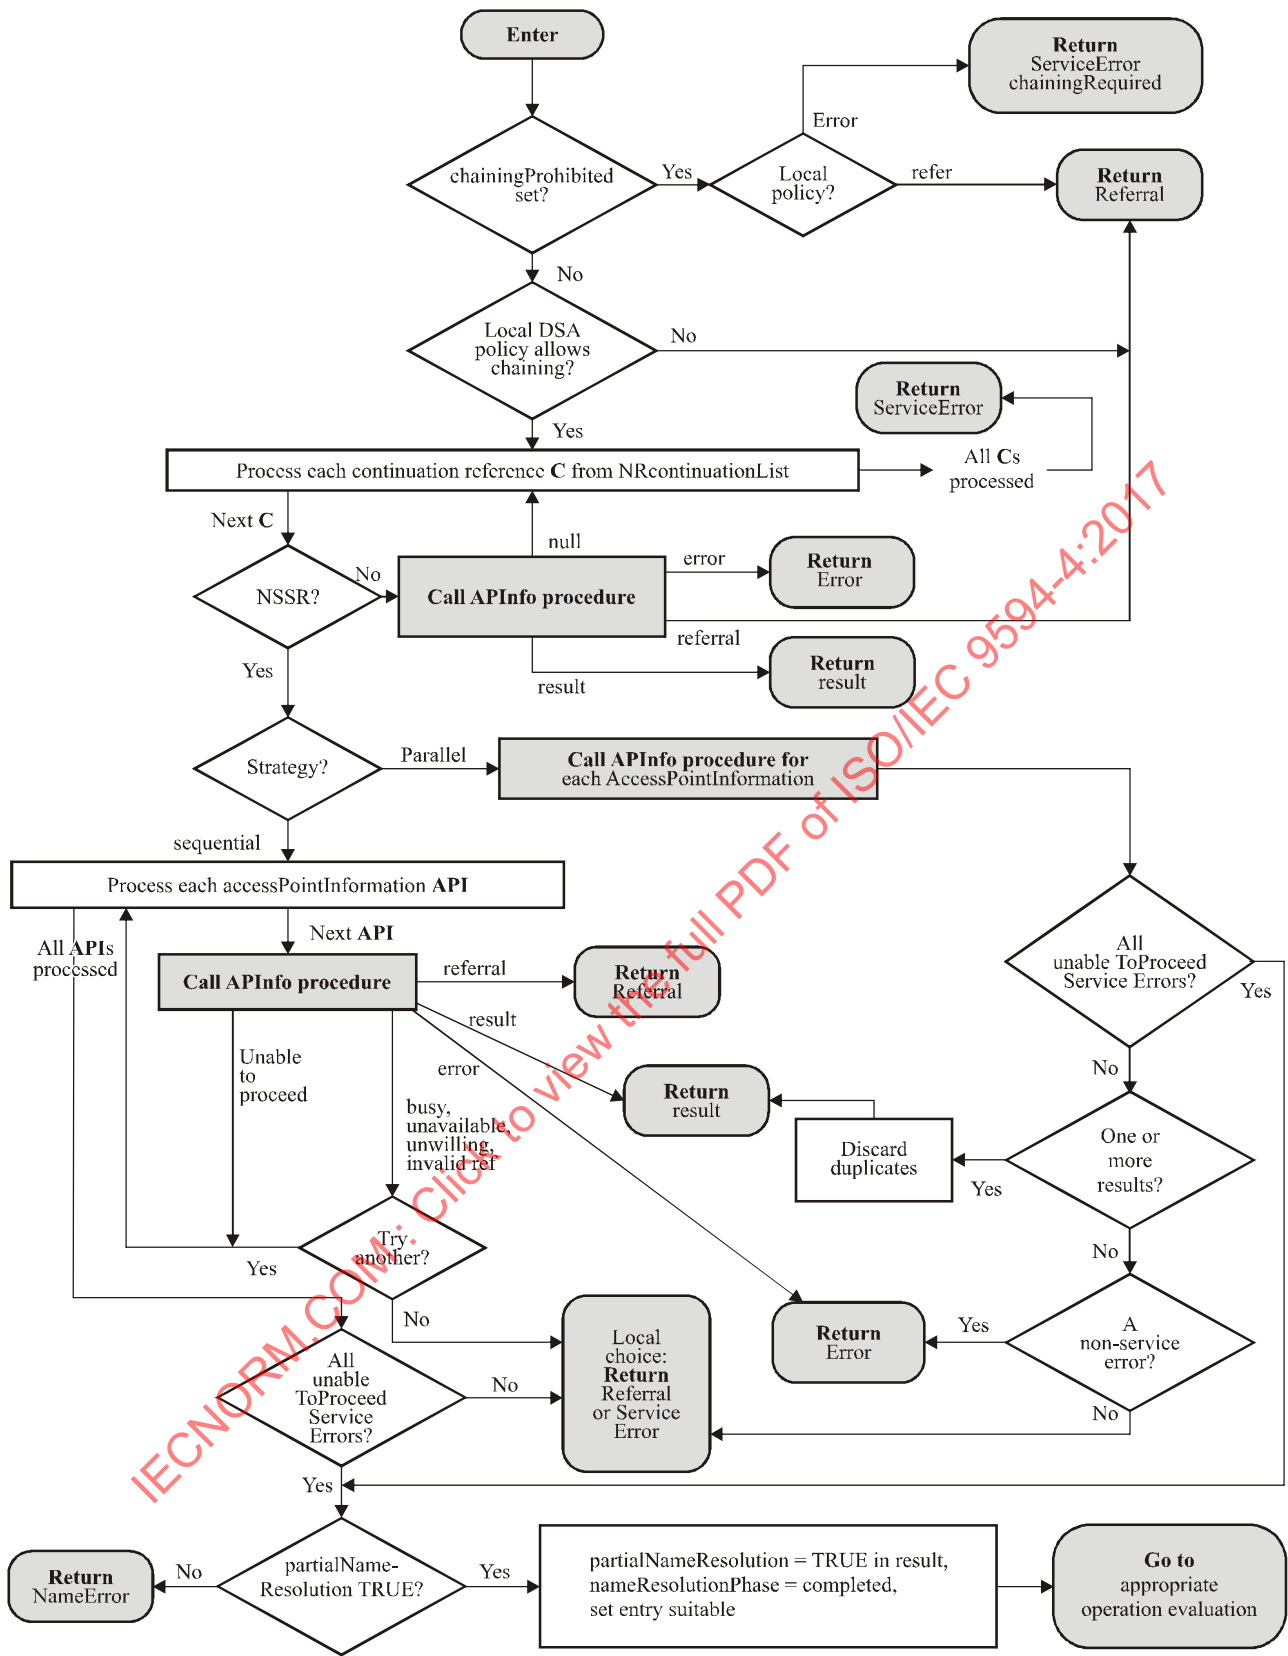 Enter
Return
ServiceError
chainingRequired
Error
chainingProhibited
set?
Yes
Local
policy?
refer
Return
Referral
No
Local DSA
policy allows
chaining?
No
Return
ServiceError
Yes
Process each continuation reference C from NRcontinuationList
All Cs
processed
Next C
null
NSSR?
No
Call APInfo procedure
error
Return
Error
referral
Yes
result
Return
result
Strategy?
Parallel
Call APInfo procedure for
each AccessPointInformation
sequential
Process each accessPointInformation API
All APIs
processed
Next API
Call APInfo procedure
referral
Return
Referral
result
error
All
unable ToProceed
Service Errors?
Yes
No
Unable
to
proceed
busy,
unavailable,
unwilling,
invalid ref
Return
result
Discard
duplicates
Yes
One or
more
results?
No
Try
another?
Yes
No
Local
choice:
Return
Referral
or Service
Error
Return
Error
Yes
A
non-service
error?
No
All
unable
ToProceed
Service
Errors?
No
Yes
Return
NameError
No
partialName-
Resolution TRUE?
Yes
partialNameResolution = TRUE in result,
nameResolutionPhase = completed,
set entry suitable
Go to
appropriate
operation evaluation
IECNORM.COM : Click to view the full PDF of ISO/IEC 9594-4:2017